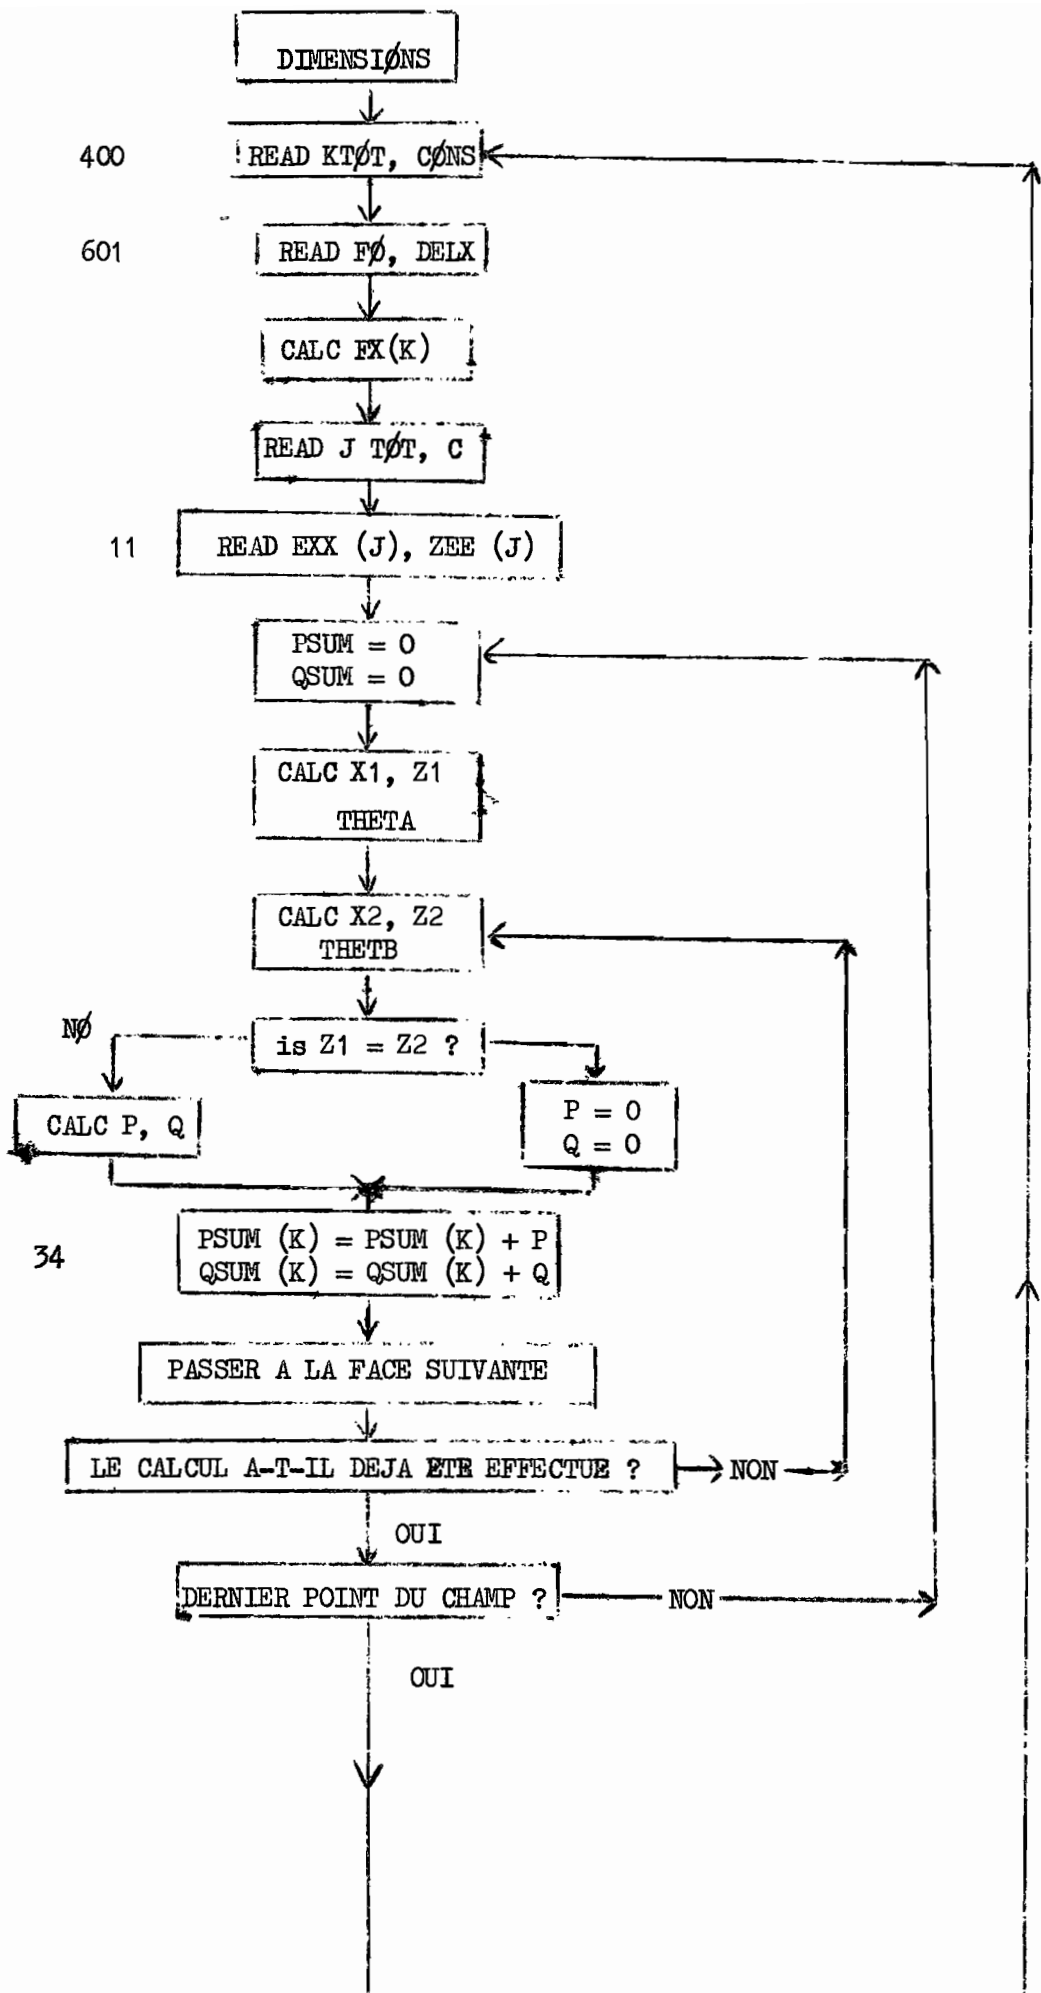 DIMENSIØNS
400 READ KTØT, CØNS
601 READ FØ, DELX
CALC FX(K)
READ J TØT, C
11 READ EXX (J), ZEE (J)
PSUM = 0
QSUM = 0
CALC X1, Z1
THETA
CALC X2, Z2
THETB
NØ
is Z1 = Z2 ?
CALC P, Q
P = 0
Q = 0
34
PSUM (K) = PSUM (K) + P
QSUM (K) = QSUM (K) + Q
PASSER A LA FACE SUIVANTE
LE CALCUL A-T-IL DEJA ETE EFFECTUE ? NON
OUI
DERNIER POINT DU CHAMP ? NON
OUI